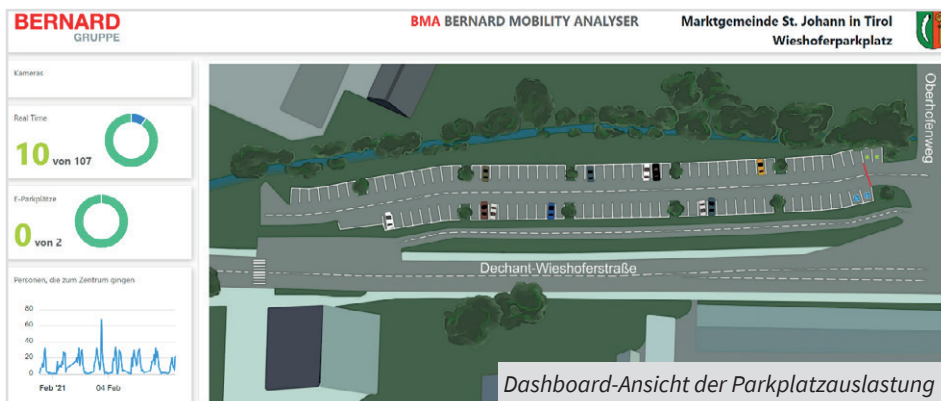 BERNARD
GRUPPE
BMA BERNARD MOBILITY ANALYSER
Marktgemeinde St. Johann in Tirol
Wieshoferparkplatz
Kameras
Real Time
10 von 107
E-Parkplätze
0 von 2
Personen, die zum Zentrum gingen
80
60
40
20
0
Feb '21
04 Feb
Oberhofenweg
Dechant-Wieshoferstraße
Dashboard-Ansicht der Parkplatzauslastung